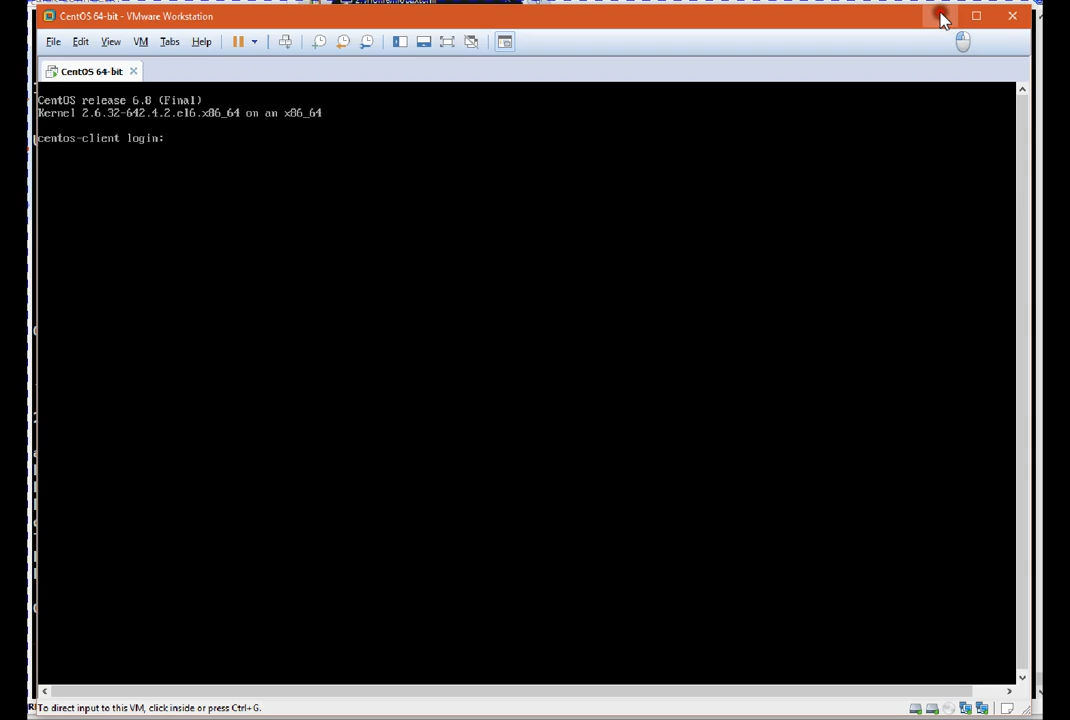 CentOS 64-bit - VMware Workstation
File Edit View VM Tabs Help
CentOS 64-bit
CentOS release 6.8 (Final)
Kernel 2.6.32-642.4.2.el6.x86_64 on an x86_64
centos-client login:
To direct input to this VM, click inside or press Ctrl+G.